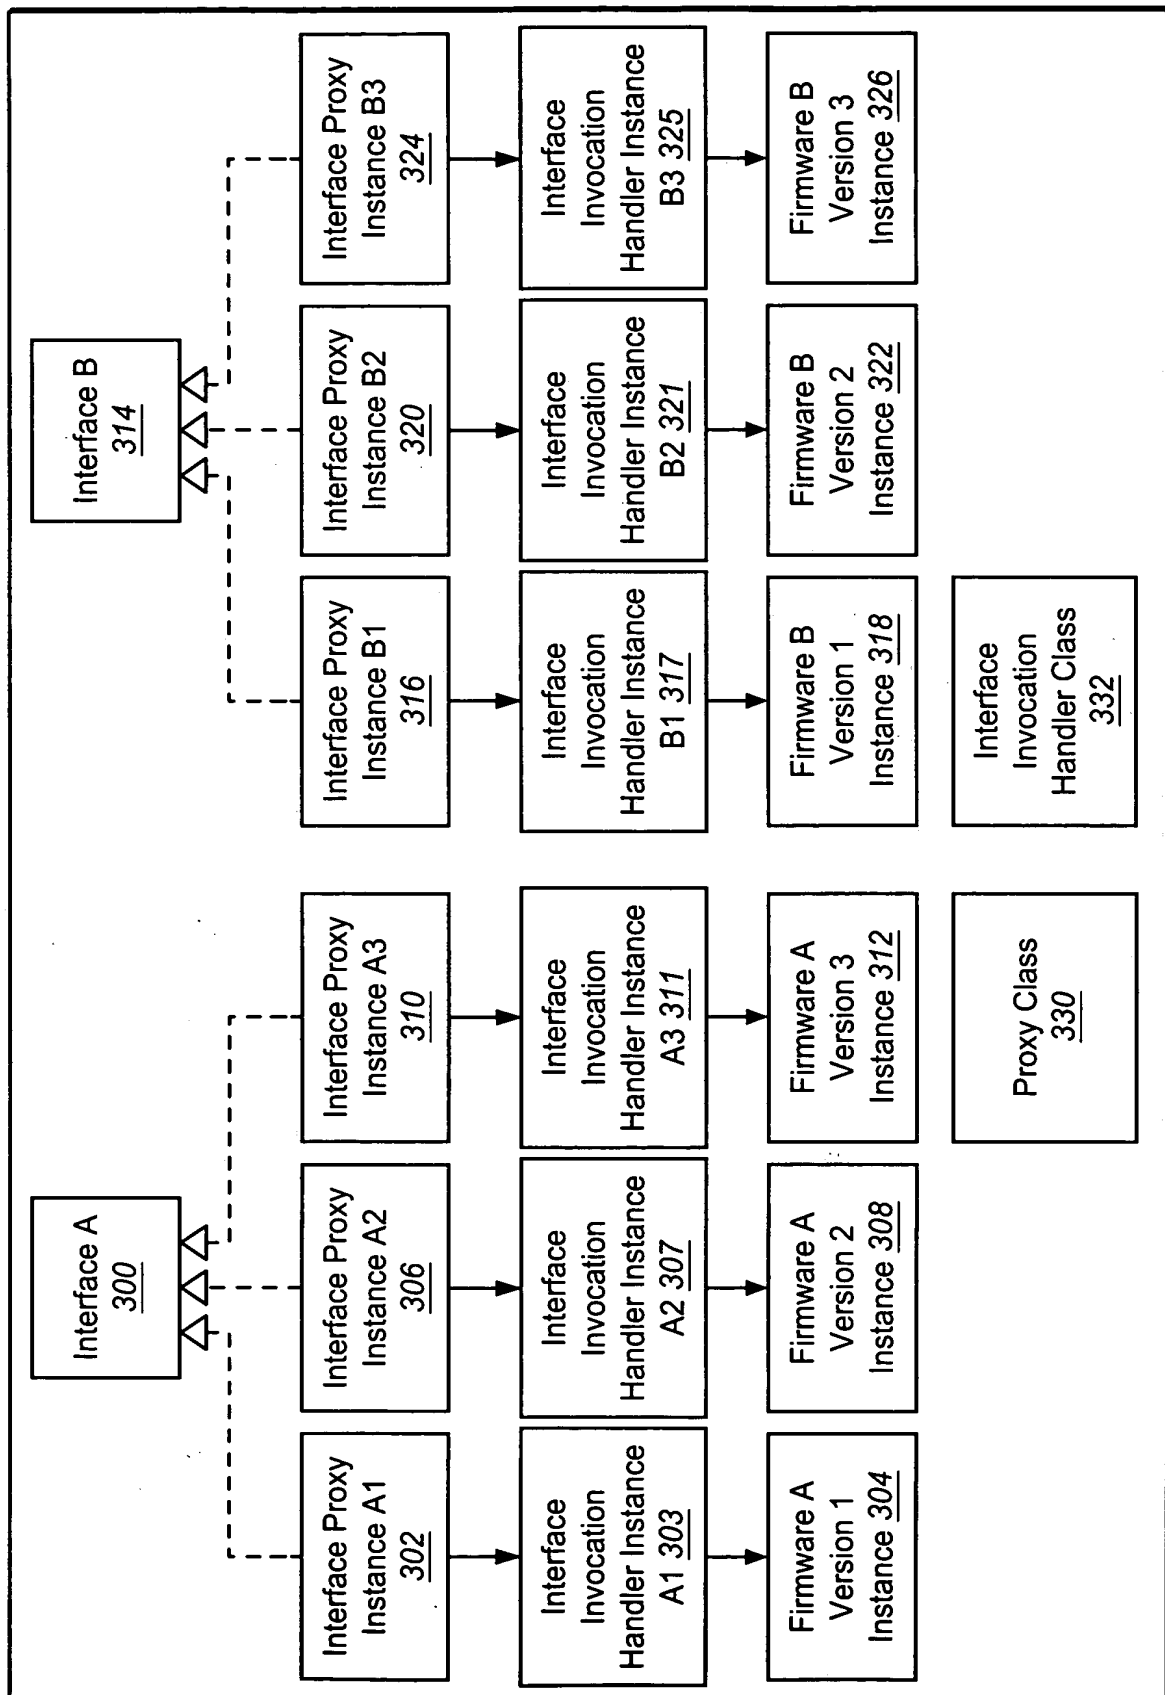 Interface A
300
Interface B
314
Interface Proxy
Instance A1
302
Interface Proxy
Instance A2
306
Interface Proxy
Instance A3
310
Interface Proxy
Instance B1
316
Interface Proxy
Instance B2
320
Interface Proxy
Instance B3
324
Interface
Invocation
Handler Instance
A1 303
Interface
Invocation
Handler Instance
A2 307
Interface
Invocation
Handler Instance
A3 311
Interface
Invocation
Handler Instance
B1 317
Interface
Invocation
Handler Instance
B2 321
Interface
Invocation
Handler Instance
B3 325
Firmware A
Version 1
Instance 304
Firmware A
Version 2
Instance 308
Firmware A
Version 3
Instance 312
Firmware B
Version 1
Instance 318
Firmware B
Version 2
Instance 322
Firmware B
Version 3
Instance 326
Proxy Class
330
Interface
Invocation
Handler Class
332